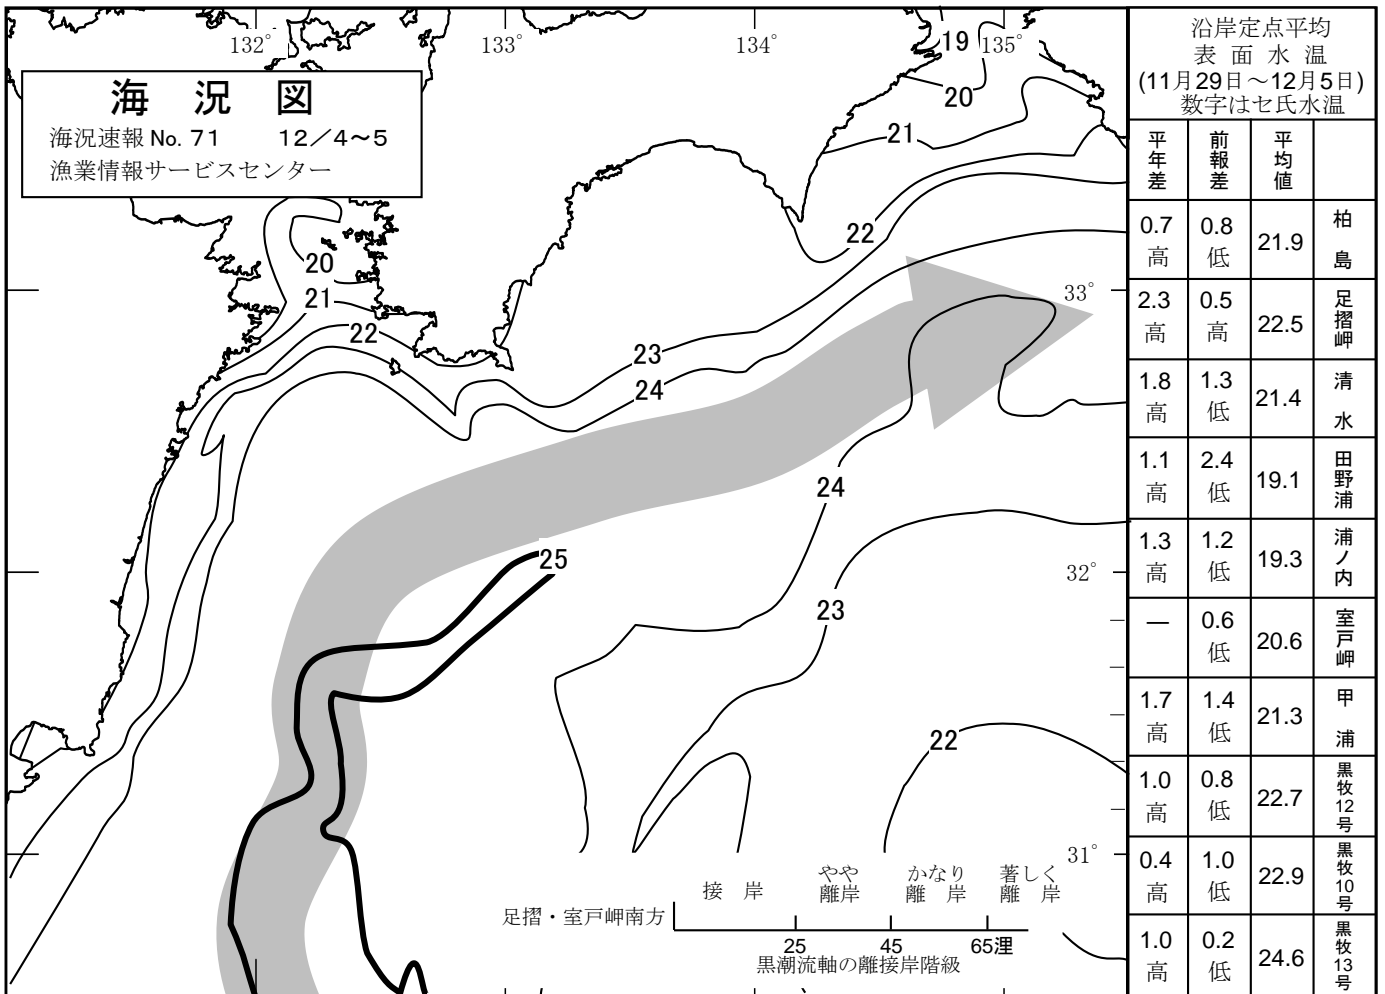 海 況 図
海況速報 No. 71 12／4～5
漁業情報サービスセンター
132° 133° 134° 135°
19
20
21
22
20
21
22
23
24
33°
24
25
32°
23
22
31°
接 岸 やや離岸 かなり離 岸 著しく離 岸
足摺・室戸岬南方
25 45 65浬
黒潮流軸の離接岸階級
沿岸定点平均
表 面 水 温
(11月29日～12月5日)
数字はセ氏水温
平年差 前報差 平均値
0.7高 0.8低 21.9 柏島
2.3高 0.5高 22.5 足摺岬
1.8高 1.3低 21.4 清水
1.1高 2.4低 19.1 田野浦
1.3高 1.2低 19.3 浦ノ内
— 0.6低 20.6 室戸岬
1.7高 1.4低 21.3 甲浦
1.0高 0.8低 22.7 黒牧12号
0.4高 1.0低 22.9 黒牧10号
1.0高 0.2低 24.6 黒牧13号